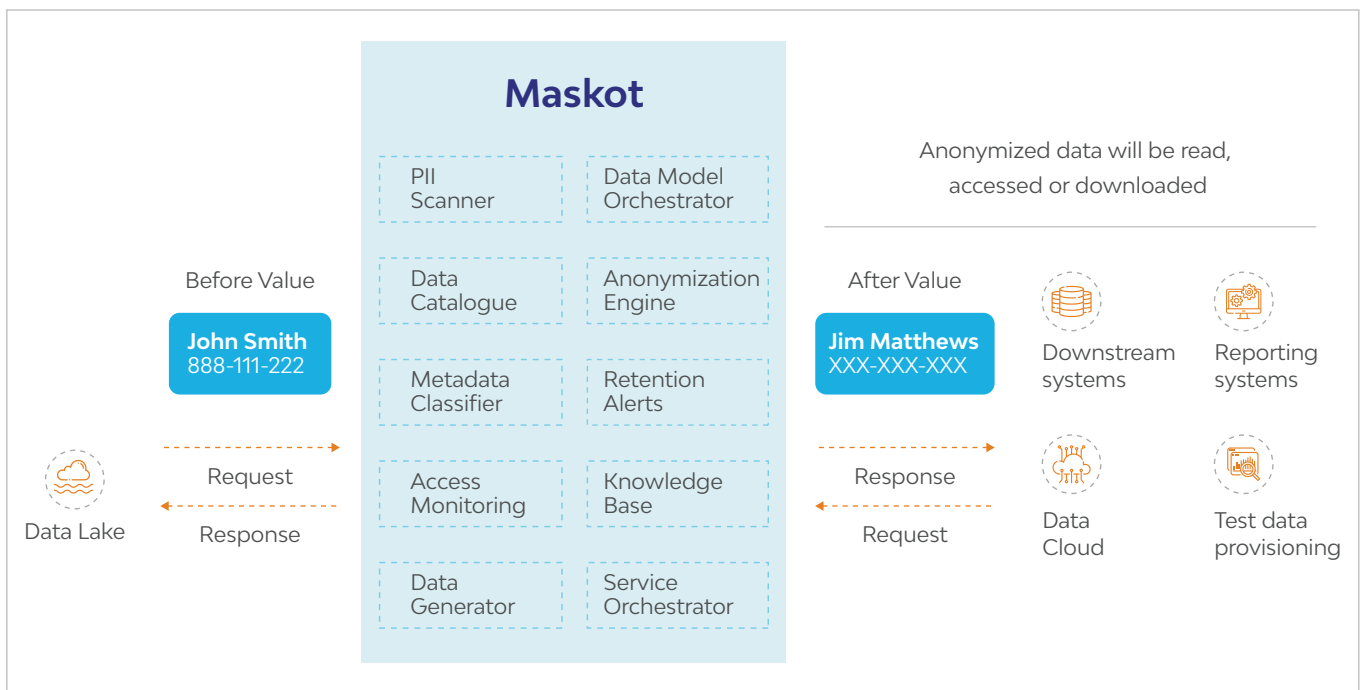 Maskot
PII
Scanner
Data Model
Orchestrator
Data
Catalogue
Anonymization
Engine
Metadata
Classifier
Retention
Alerts
Access
Monitoring
Knowledge
Base
Data
Generator
Service
Orchestrator
Before Value
John Smith
888-111-222
Request
Response
Data Lake
Anonymized data will be read,
accessed or downloaded
After Value
Jim Matthews
XXX-XXX-XXX
Response
Request
Downstream
systems
Reporting
systems
Data
Cloud
Test data
provisioning